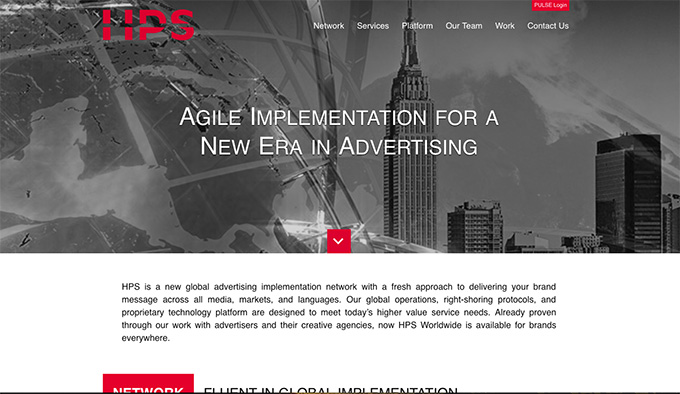 PULSE Login
HPS
Network Services Platform Our Team Work Contact Us
AGILE IMPLEMENTATION FOR A
NEW ERA IN ADVERTISING
HPS is a new global advertising implementation network with a fresh approach to delivering your brand
message across all media, markets, and languages. Our global operations, right-shoring protocols, and
proprietary technology platform are designed to meet today's higher value service needs. Already proven
through our work with advertisers and their creative agencies, now HPS Worldwide is available for brands
everywhere.
NETWORK FLUENT IN GLOBAL IMPLEMENTATION